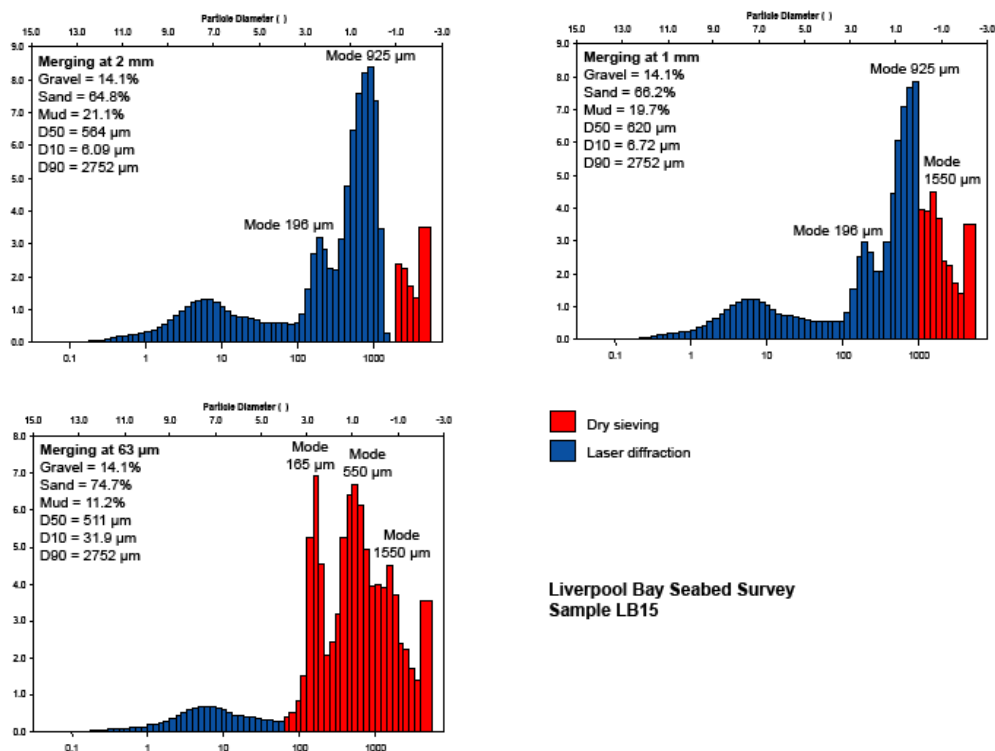 Particle Diameter ( )
15.0 13.0 11.0 9.0 7.0 5.0 3.0 1.0 -1.0 -3.0
9.0
8.0
7.0
6.0
5.0
4.0
3.0
2.0
1.0
0.0
Merging at 2 mm
Gravel = 14.1%
Sand = 64.8%
Mud = 21.1%
D50 = 564 µm
D10 = 6.09 µm
D90 = 2752 µm
Mode 925 µm
Mode 196 µm
0.1 1 10 100 1000
Particle Diameter ( )
15.0 13.0 11.0 9.0 7.0 5.0 3.0 1.0 -1.0 -3.0
9.0
8.0
7.0
6.0
5.0
4.0
3.0
2.0
1.0
0.0
Merging at 1 mm
Gravel = 14.1%
Sand = 66.2%
Mud = 19.7%
D50 = 620 µm
D10 = 6.72 µm
D90 = 2752 µm
Mode 925 µm
Mode
1550 µm
Mode 196 µm
0.1 1 10 100 1000
Particle Diameter ( )
15.0 13.0 11.0 9.0 7.0 5.0 3.0 1.0 -1.0 -3.0
8.0
7.0
6.0
5.0
4.0
3.0
2.0
1.0
0.0
Merging at 63 µm
Gravel = 14.1%
Sand = 74.7%
Mud = 11.2%
D50 = 511 µm
D10 = 31.9 µm
D90 = 2752 µm
Mode
165 µm
Mode
550 µm
Mode
1550 µm
0.1 1 10 100 1000
Dry sieving
Laser diffraction
Liverpool Bay Seabed Survey
Sample LB15